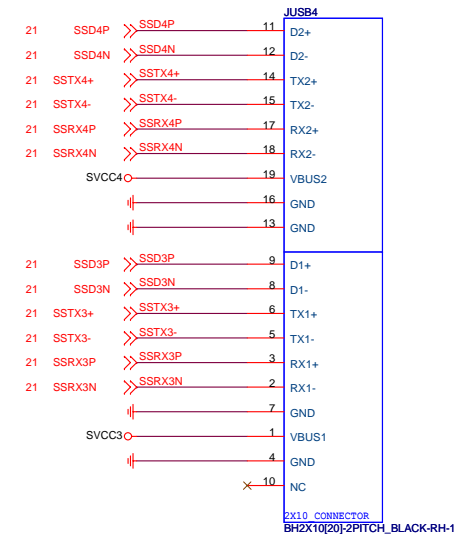 JUSB4
21 SSD4P SSD4P 11 D2+
21 SSD4N SSD4N 12 D2-
21 SSTX4+ SSTX4+ 14 TX2+
21 SSTX4- SSTX4- 15 TX2-
21 SSRX4P SSRX4P 17 RX2+
21 SSRX4N SSRX4N 18 RX2-
SVCC4 19 VBUS2
16 GND
13 GND
21 SSD3P SSD3P 9 D1+
21 SSD3N SSD3N 8 D1-
21 SSTX3+ SSTX3+ 6 TX1+
21 SSTX3- SSTX3- 5 TX1-
21 SSRX3P SSRX3P 3 RX1+
21 SSRX3N SSRX3N 2 RX1-
7 GND
SVCC3 1 VBUS1
4 GND
10 NC
2X10 CONNECTOR
BH2X10[20]-2PITCH_BLACK-RH-1